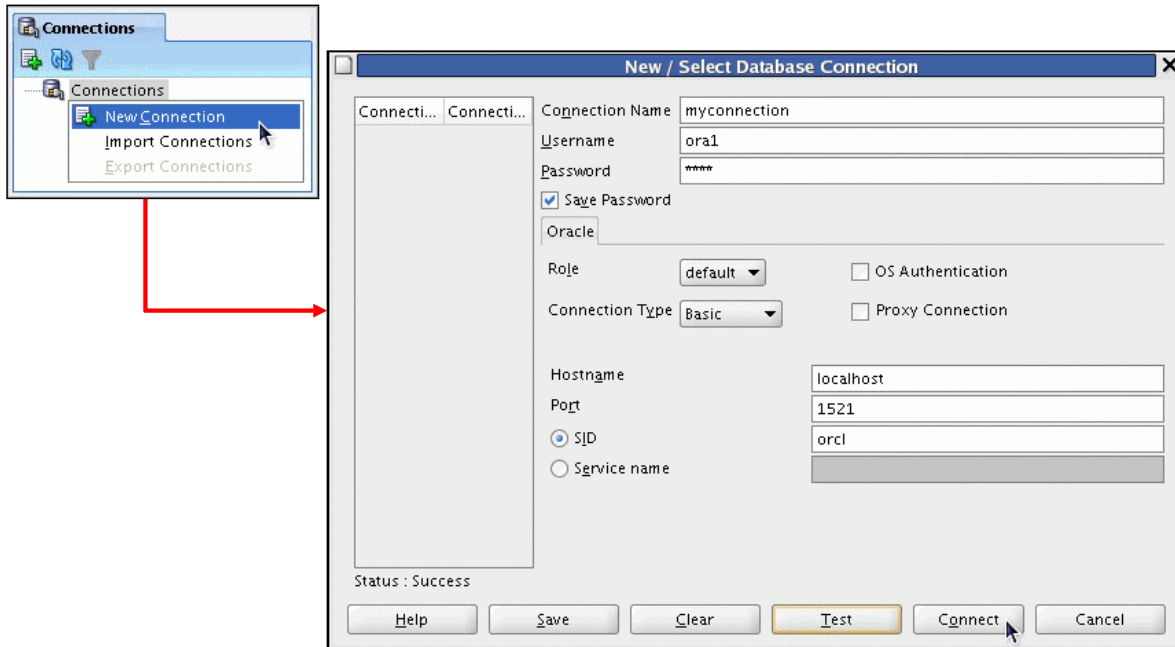 Connections
Connections
New Connection
Import Connections
Export Connections
New / Select Database Connection
Connecti... Connecti...
Connection Name myconnection
Username ora1
Password ****
Save Password
Oracle
Role default OS Authentication
Connection Type Basic Proxy Connection
Hostname localhost
Port 1521
SID orcl
Service name
Status : Success
Help Save Clear Test Connect Cancel